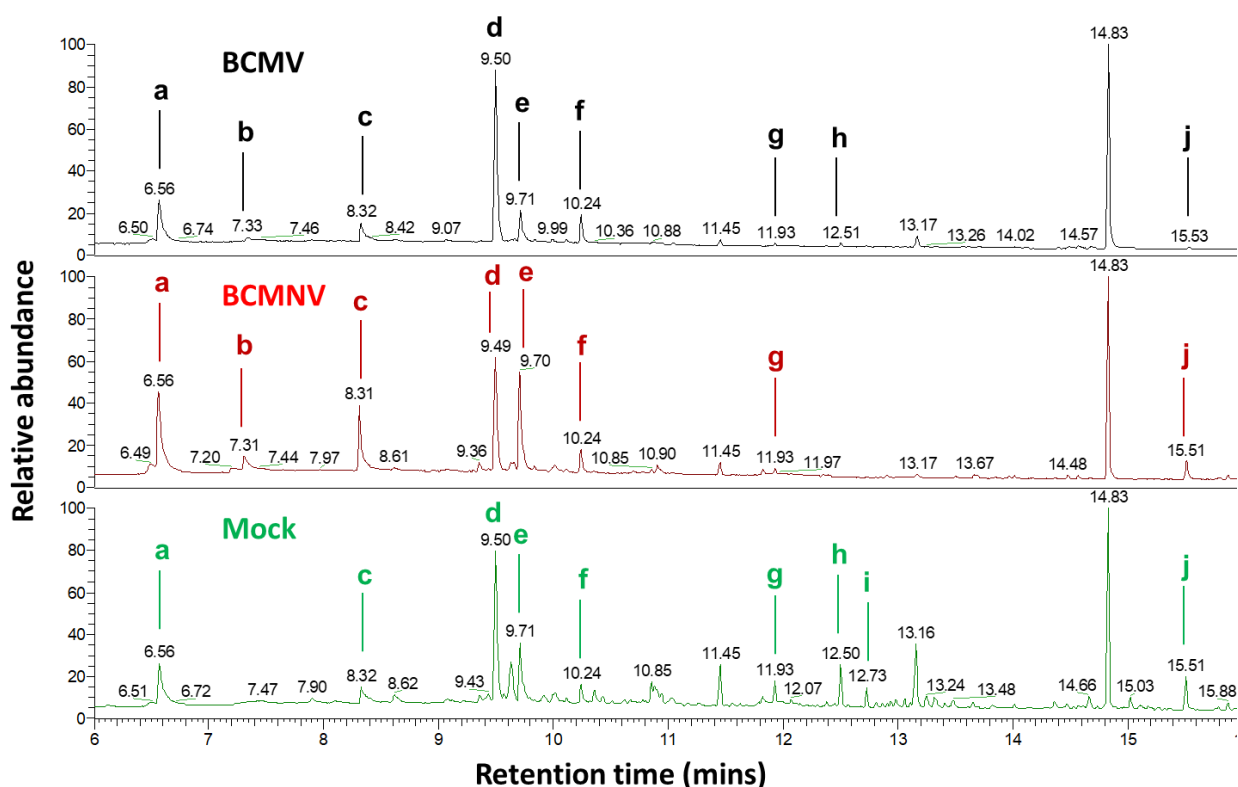 BCMV
a b c d e f g h j
100
80
60
40
20
0
6.50 6.56 6.74 7.33 7.46 8.32 8.42 9.07 9.50 9.71 9.99 10.24 10.36 10.88 11.45 11.93 12.51 13.17 13.26 14.02 14.57 14.83 15.53
BCMNV
a b c d e f g j
100
80
60
40
20
0
6.49 6.56 7.20 7.31 7.44 7.97 8.31 8.61 9.36 9.49 9.70 10.24 10.85 10.90 11.45 11.93 11.97 13.17 13.67 14.48 14.83 15.51
Mock
a c d e f g h i j
100
80
60
40
20
0
6.51 6.56 6.72 7.47 7.90 8.32 8.62 9.43 9.50 9.71 10.24 10.85 11.45 11.93 12.07 12.50 12.73 13.16 13.24 13.48 14.66 14.83 15.03 15.51 15.88
6 7 8 9 10 11 12 13 14 15
Relative abundance
Retention time (mins)